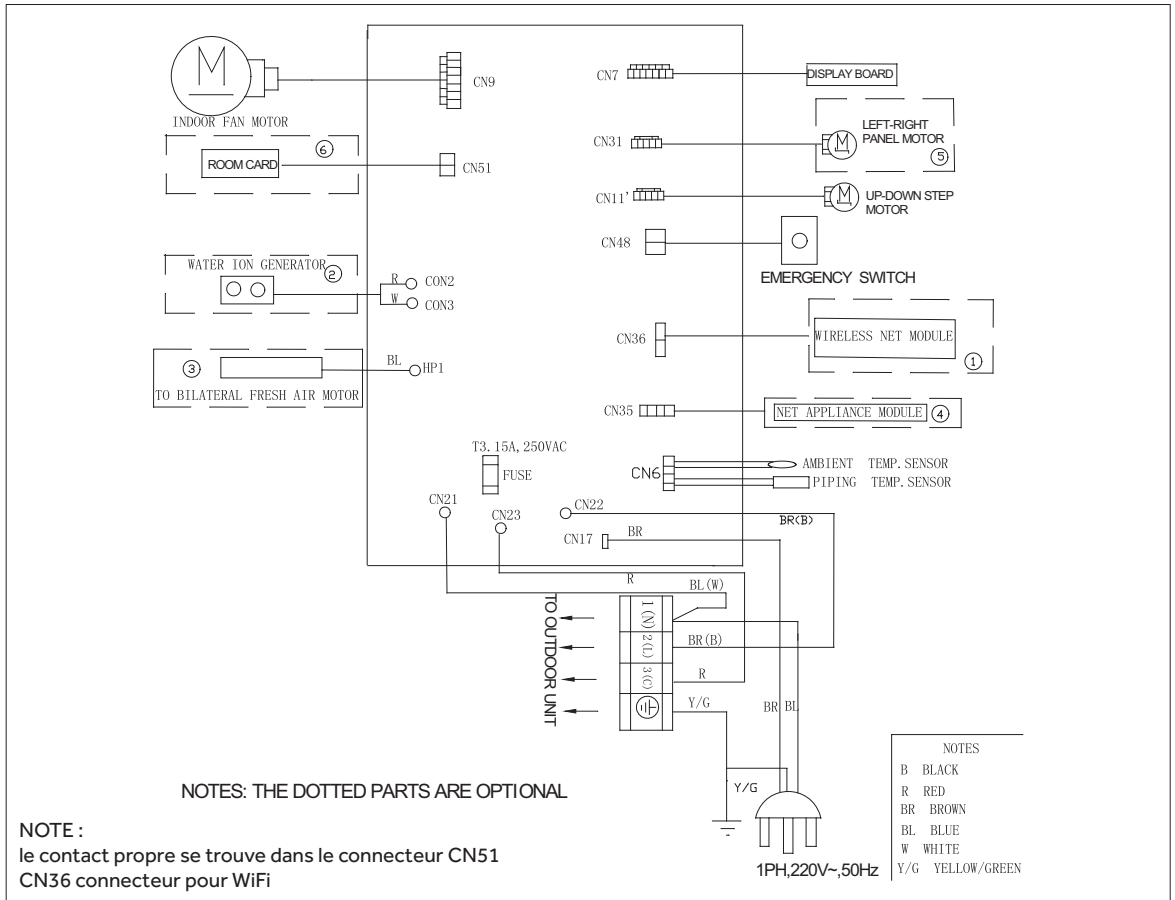 M
INDOOR FAN MOTOR
CN9
ROOM CARD
6
CN51
WATER ION GENERATOR
2
R
CON2
W
CON3
3
BL
HP1
TO BILATERAL FRESH AIR MOTOR
CN7
DISPLAY BOARD
CN31
M
LEFT-RIGHT
PANEL MOTOR
5
CN11'
M
UP-DOWN STEP
MOTOR
CN48
EMERGENCY SWITCH
CN36
WIRELESS NET MODULE
1
CN35
NET APPLIANCE MODULE
4
CN6
AMBIENT TEMP.SENSOR
PIPING TEMP.SENSOR
T3.15A,250VAC
FUSE
CN21
CN23
CN22
BR(B)
CN17
BR
R
BL(W)
TO OUTDOOR UNIT
1(N)
2(L)
BR(B)
3(C)
R
Y/G
BR
BL
Y/G
1PH,220V~,50Hz
NOTES
B BLACK
R RED
BR BROWN
BL BLUE
W WHITE
Y/G YELLOW/GREEN
NOTES: THE DOTTED PARTS ARE OPTIONAL
NOTE :
le contact propre se trouve dans le connecteur CN51
CN36 connecteur pour WiFi